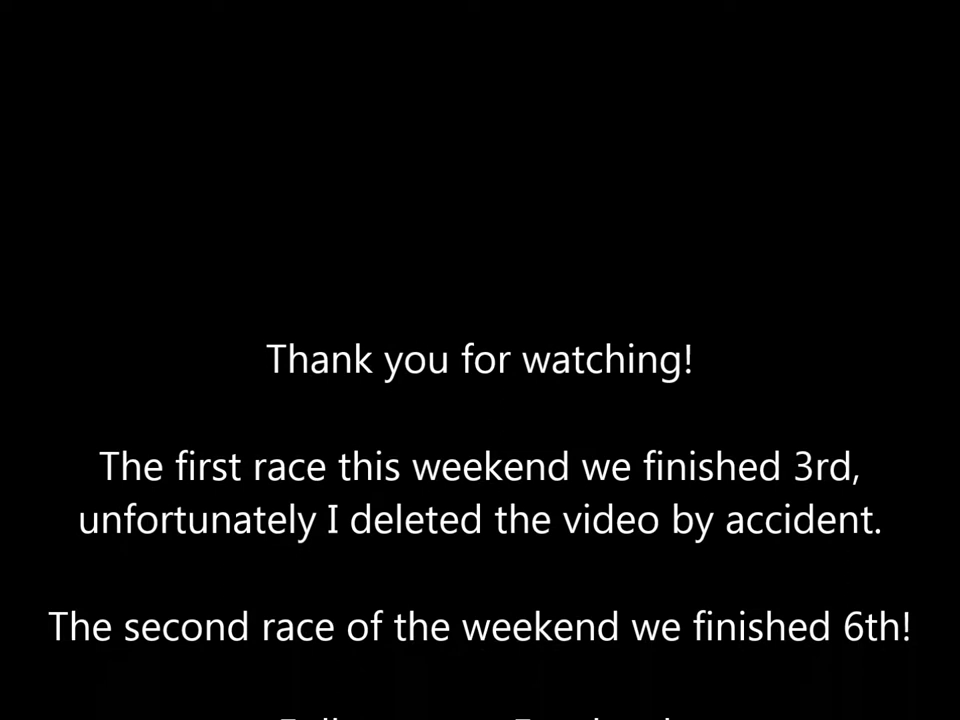 Thank you for watching!
The first race this weekend we finished 3rd,
unfortunately I deleted the video by accident.
The second race of the weekend we finished 6th!